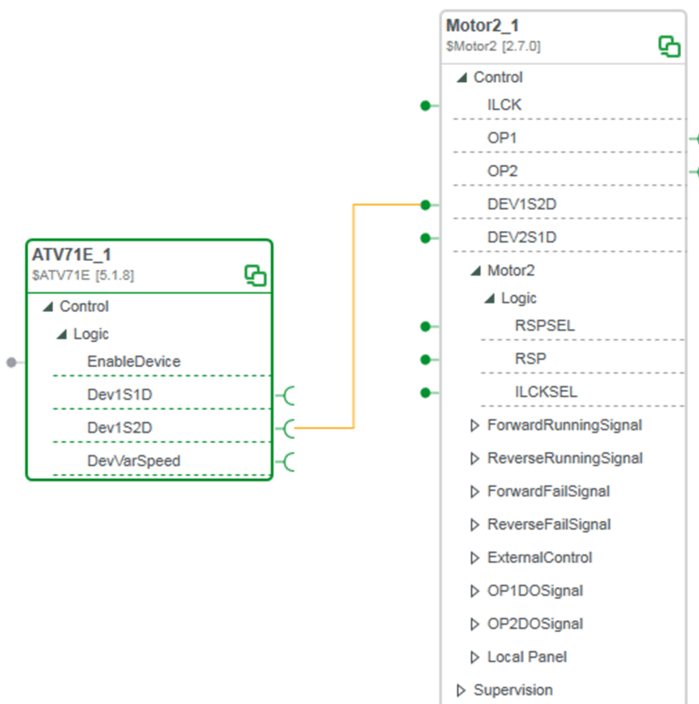 Motor2_1
$Motor2 [2.7.0]
Control
ILCK
OP1
OP2
DEV1S2D
DEV2S1D
Motor2
Logic
RSPSEL
RSP
ILCKSEL
ForwardRunningSignal
ReverseRunningSignal
ForwardFailSignal
ReverseFailSignal
ExternalControl
OP1DOSignal
OP2DOSignal
Local Panel
Supervision
ATV71E_1
$ATV71E [5.1.8]
Control
Logic
EnableDevice
Dev1S1D
Dev1S2D
DevVarSpeed